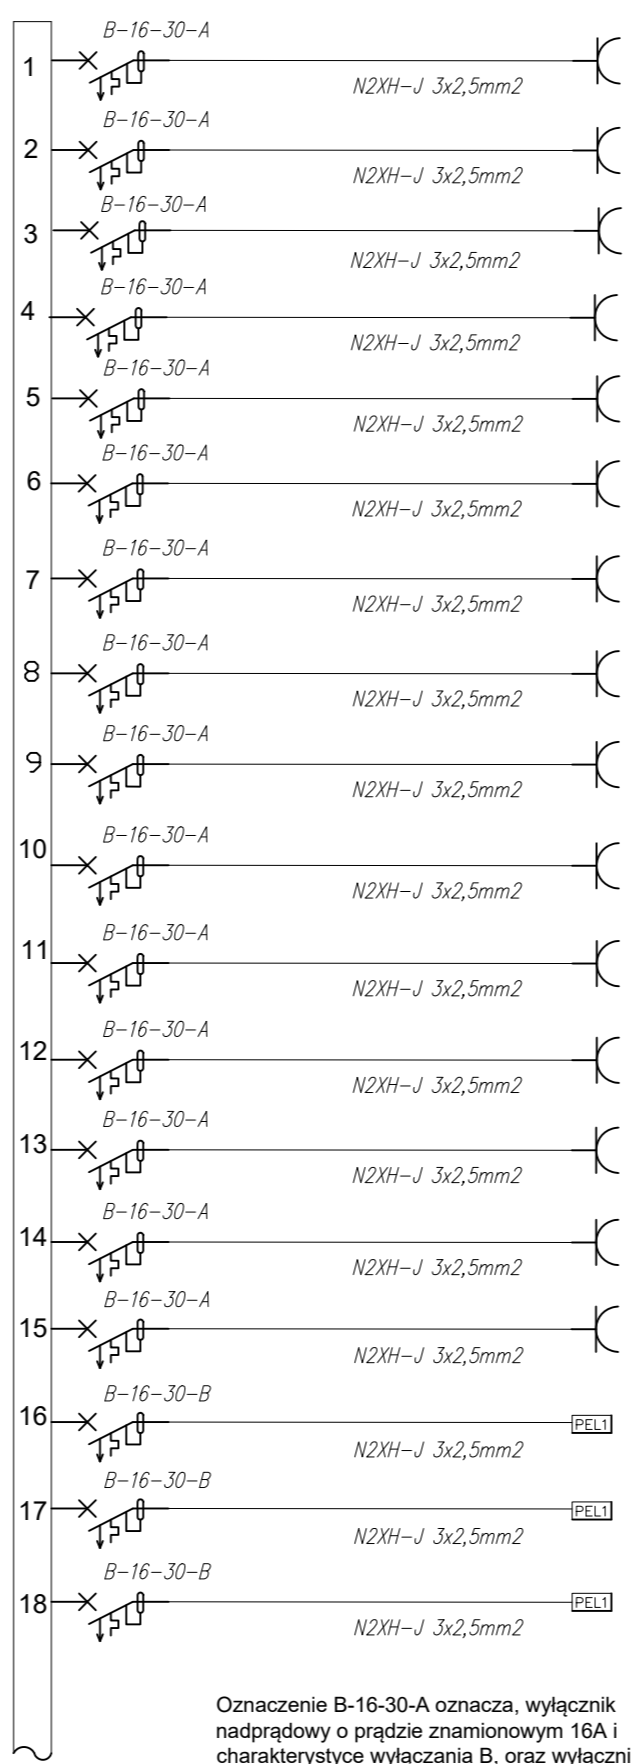 B-16-30-A
1
N2XH-J 3x2,5mm2
B-16-30-A
2
N2XH-J 3x2,5mm2
B-16-30-A
3
N2XH-J 3x2,5mm2
B-16-30-A
4
N2XH-J 3x2,5mm2
B-16-30-A
5
N2XH-J 3x2,5mm2
B-16-30-A
6
N2XH-J 3x2,5mm2
B-16-30-A
7
N2XH-J 3x2,5mm2
B-16-30-A
8
N2XH-J 3x2,5mm2
B-16-30-A
9
N2XH-J 3x2,5mm2
B-16-30-A
10
N2XH-J 3x2,5mm2
B-16-30-A
11
N2XH-J 3x2,5mm2
B-16-30-A
12
N2XH-J 3x2,5mm2
B-16-30-A
13
N2XH-J 3x2,5mm2
B-16-30-A
14
N2XH-J 3x2,5mm2
B-16-30-A
15
N2XH-J 3x2,5mm2
B-16-30-B
16 PEL1
N2XH-J 3x2,5mm2
B-16-30-B
17 PEL1
N2XH-J 3x2,5mm2
B-16-30-B
18 PEL1
N2XH-J 3x2,5mm2
Oznaczenie B-16-30-A oznacza, wyłącznik
nadprądowy o prądzie znamionowym 16A i
charakterystyce wyłączania B, oraz